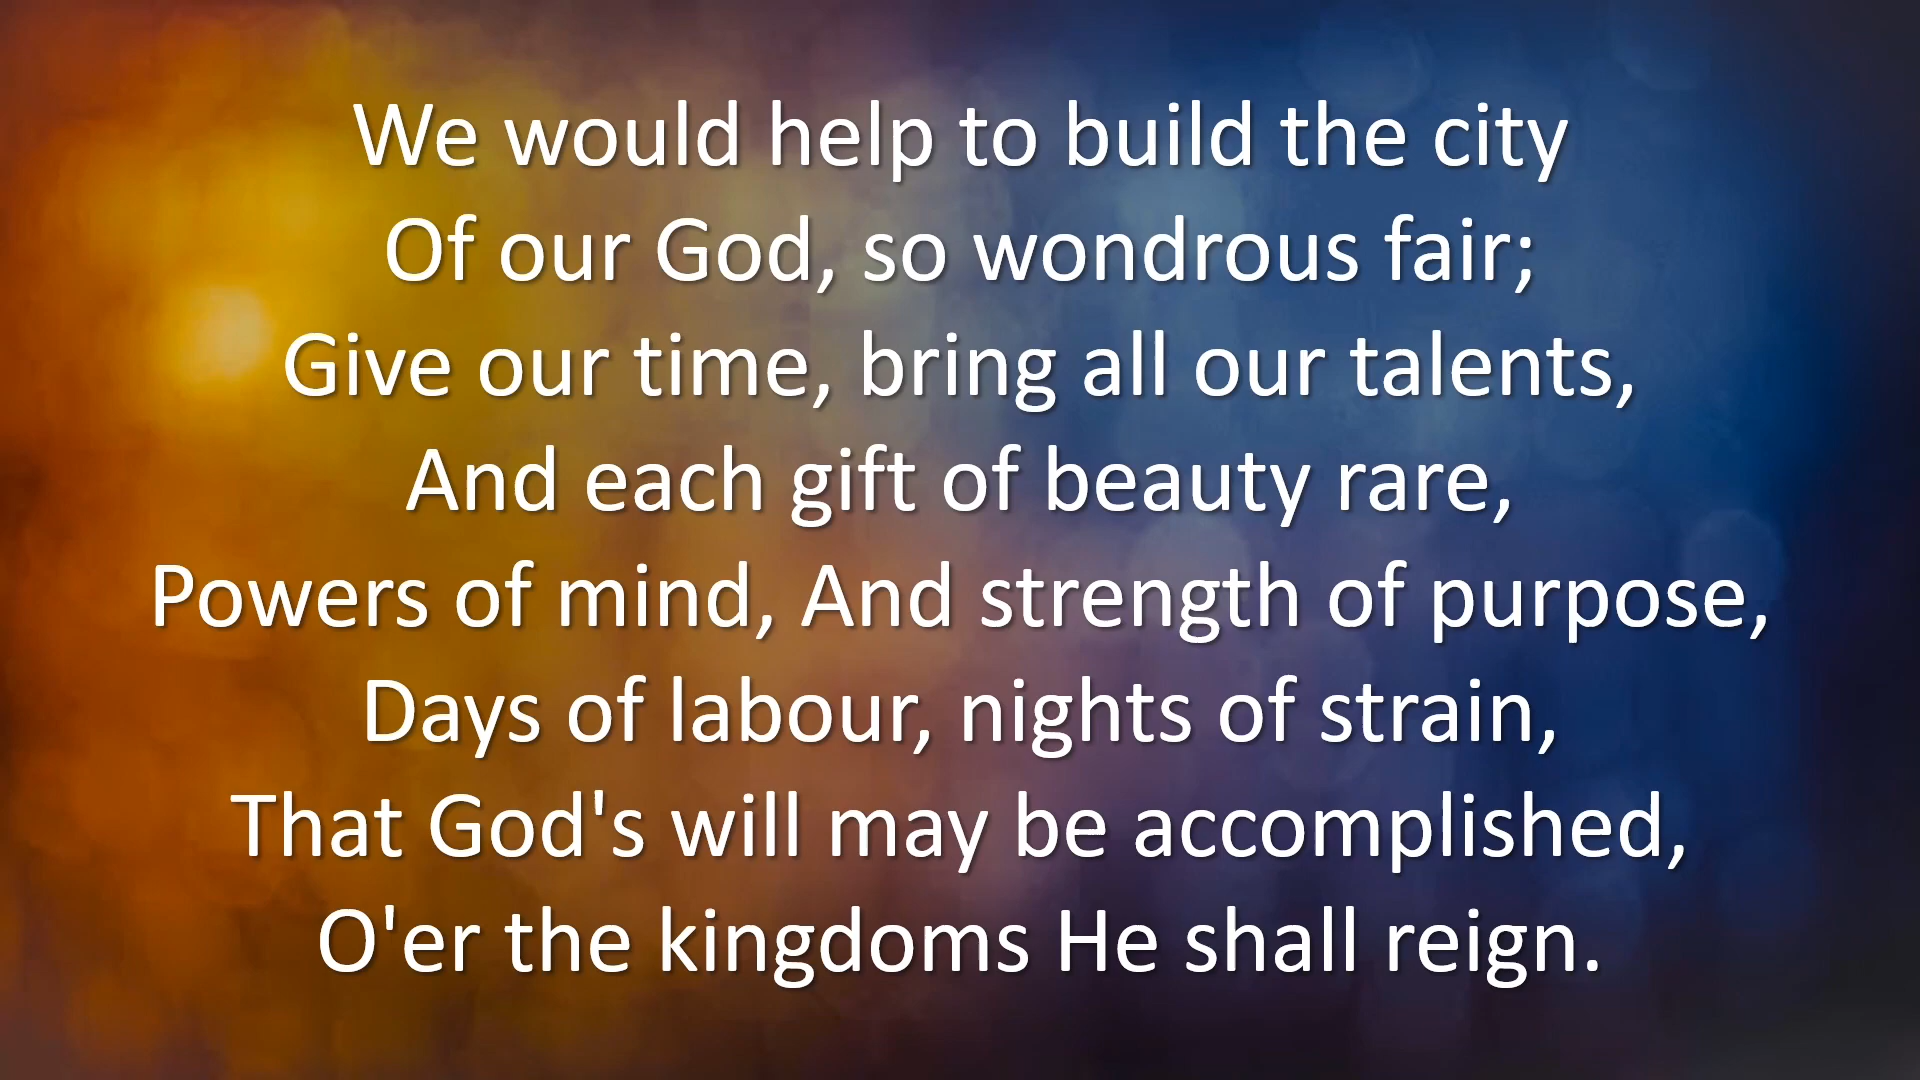 We would help to build the city
Of our God, so wondrous fair;
Give our time, bring all our talents,
And each gift of beauty rare,
Powers of mind, And strength of purpose,
Days of labour, nights of strain,
That God's will may be accomplished,
O'er the kingdoms He shall reign.